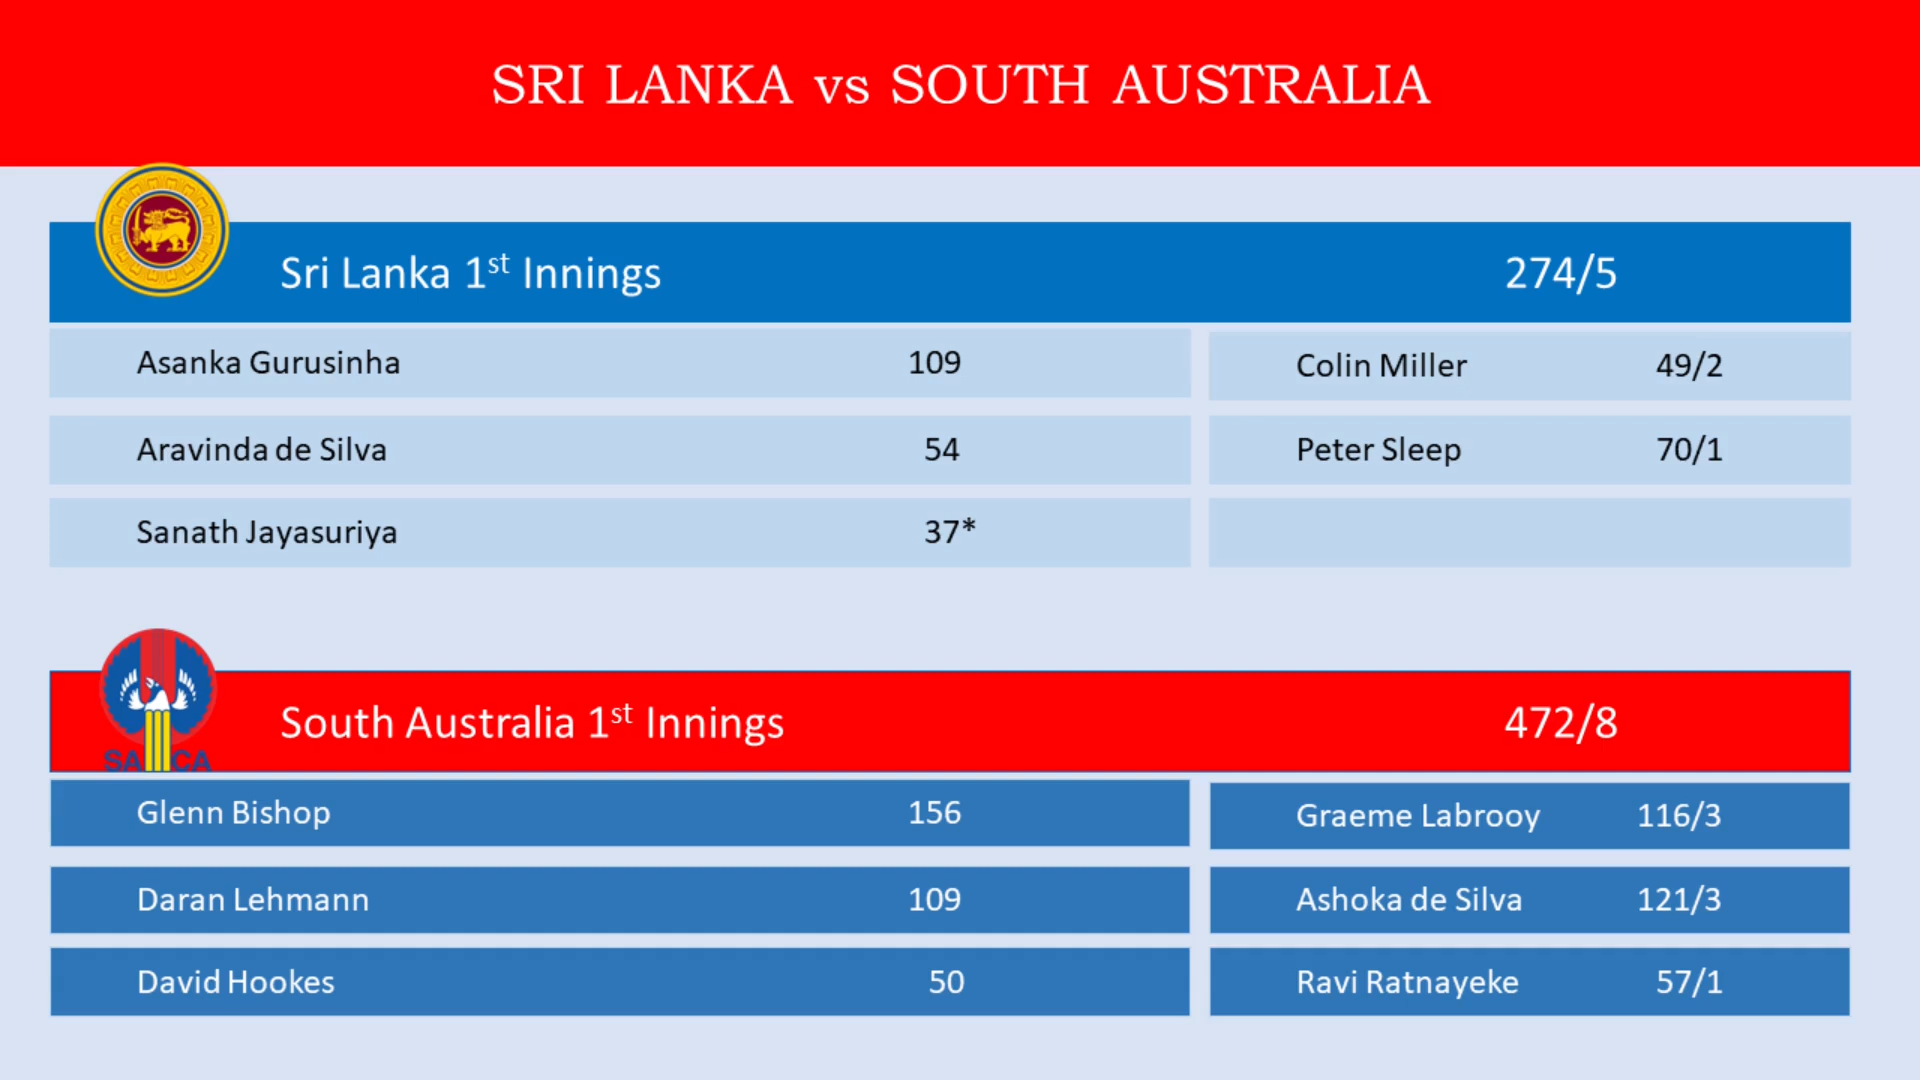 SRI LANKA vs SOUTH AUSTRALIA
Sri Lanka 1st Innings 274/5
Asanka Gurusinha 109 Colin Miller 49/2
Aravinda de Silva 54 Peter Sleep 70/1
Sanath Jayasuriya 37*
SA CA
South Australia 1st Innings 472/8
Glenn Bishop 156 Graeme Labrooy 116/3
Daran Lehmann 109 Ashoka de Silva 121/3
David Hookes 50 Ravi Ratnayeke 57/1